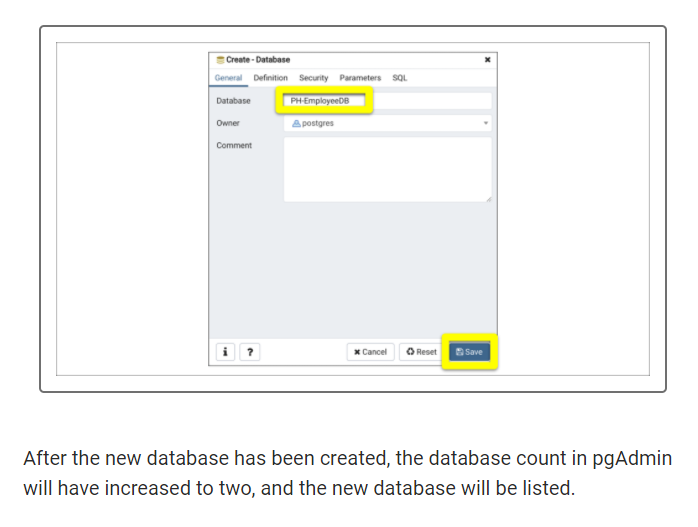 Create - Database
General Definition Security Parameters SQL
Database PH-EmployeeDB
Owner postgres
Comment
i ? Cancel Reset Save
After the new database has been created, the database count in pgAdmin
will have increased to two, and the new database will be listed.